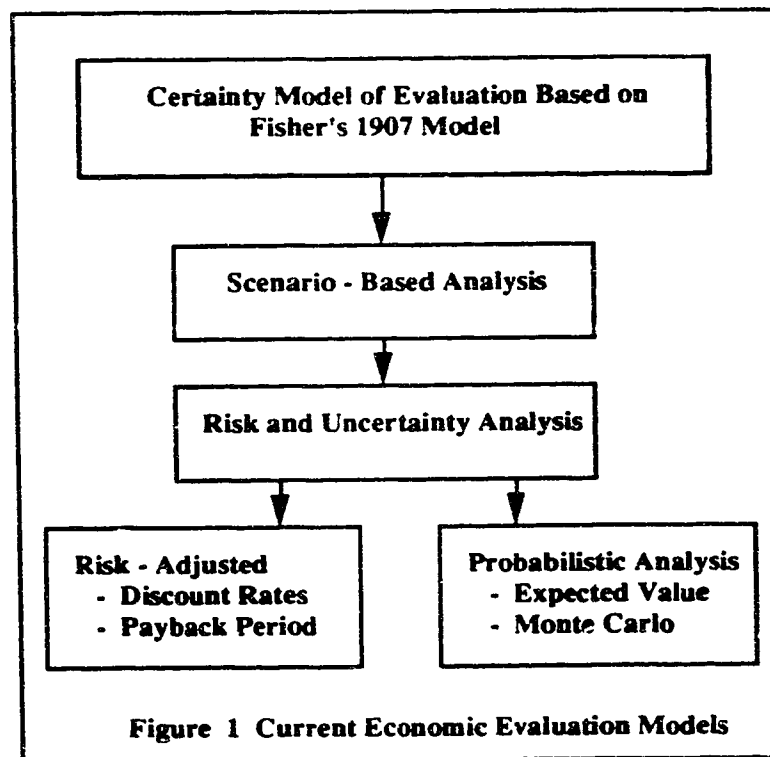 Certainty Model of Evaluation Based on
Fisher's 1907 Model
Scenario - Based Analysis
Risk and Uncertainty Analysis
Risk - Adjusted
- Discount Rates
- Payback Period
Probabilistic Analysis
- Expected Value
- Monte Carlo
Figure 1 Current Economic Evaluation Models